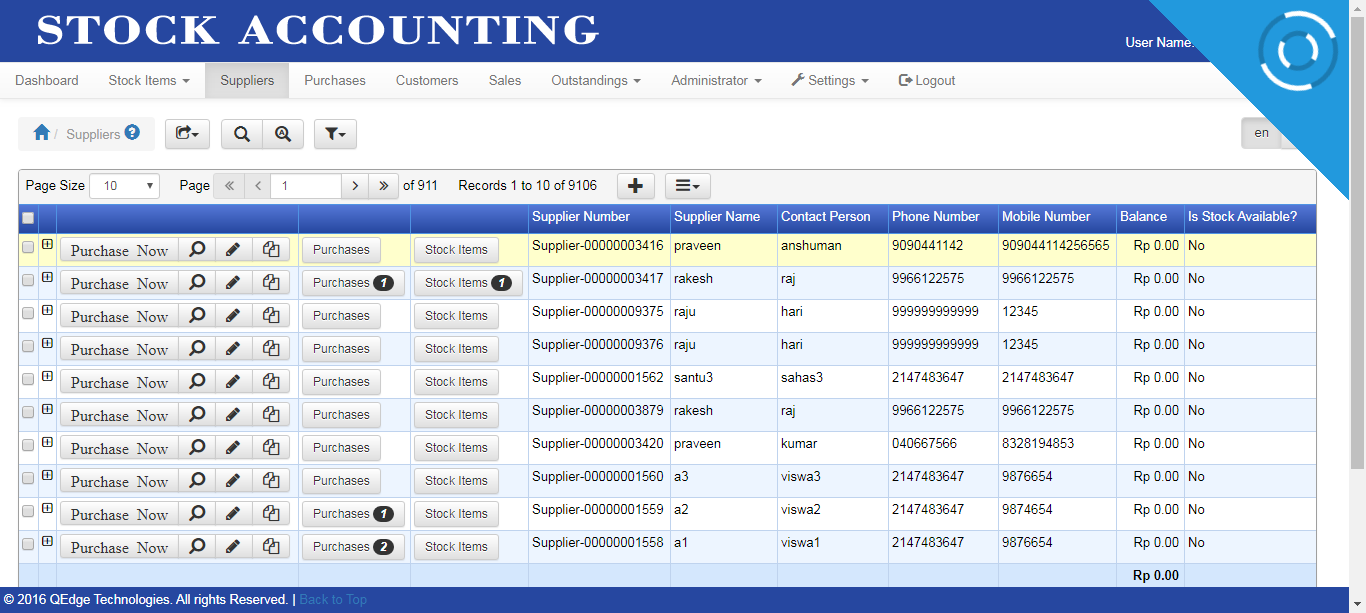 STOCK ACCOUNTING
User Name:
Dashboard Stock Items Suppliers Purchases Customers Sales Outstandings Administrator Settings Logout
/ Suppliers ? A en
Page Size 10 Page « < 1 > » of 911 Records 1 to 10 of 9106
Supplier Number Supplier Name Contact Person Phone Number Mobile Number Balance Is Stock Available?
Purchase Now Purchases Stock Items Supplier-00000003416 praveen anshuman 9090441142 909044114256565 Rp 0.00 No
Purchase Now Purchases 1 Stock Items 1 Supplier-00000003417 rakesh raj 9966122575 9966122575 Rp 0.00 No
Purchase Now Purchases Stock Items Supplier-00000009375 raju hari 999999999999 12345 Rp 0.00 No
Purchase Now Purchases Stock Items Supplier-00000009376 raju hari 999999999999 12345 Rp 0.00 No
Purchase Now Purchases Stock Items Supplier-00000001562 santu3 sahas3 2147483647 2147483647 Rp 0.00 No
Purchase Now Purchases Stock Items Supplier-00000003879 rakesh raj 9966122575 9966122575 Rp 0.00 No
Purchase Now Purchases Stock Items Supplier-00000003420 praveen kumar 040667566 8328194853 Rp 0.00 No
Purchase Now Purchases Stock Items Supplier-00000001560 a3 viswa3 2147483647 9876654 Rp 0.00 No
Purchase Now Purchases 1 Stock Items Supplier-00000001559 a2 viswa2 2147483647 9874654 Rp 0.00 No
Purchase Now Purchases 2 Stock Items Supplier-00000001558 a1 viswa1 2147483647 9876654 Rp 0.00 No
Rp 0.00
© 2016 QEdge Technologies. All rights Reserved. | Back to Top